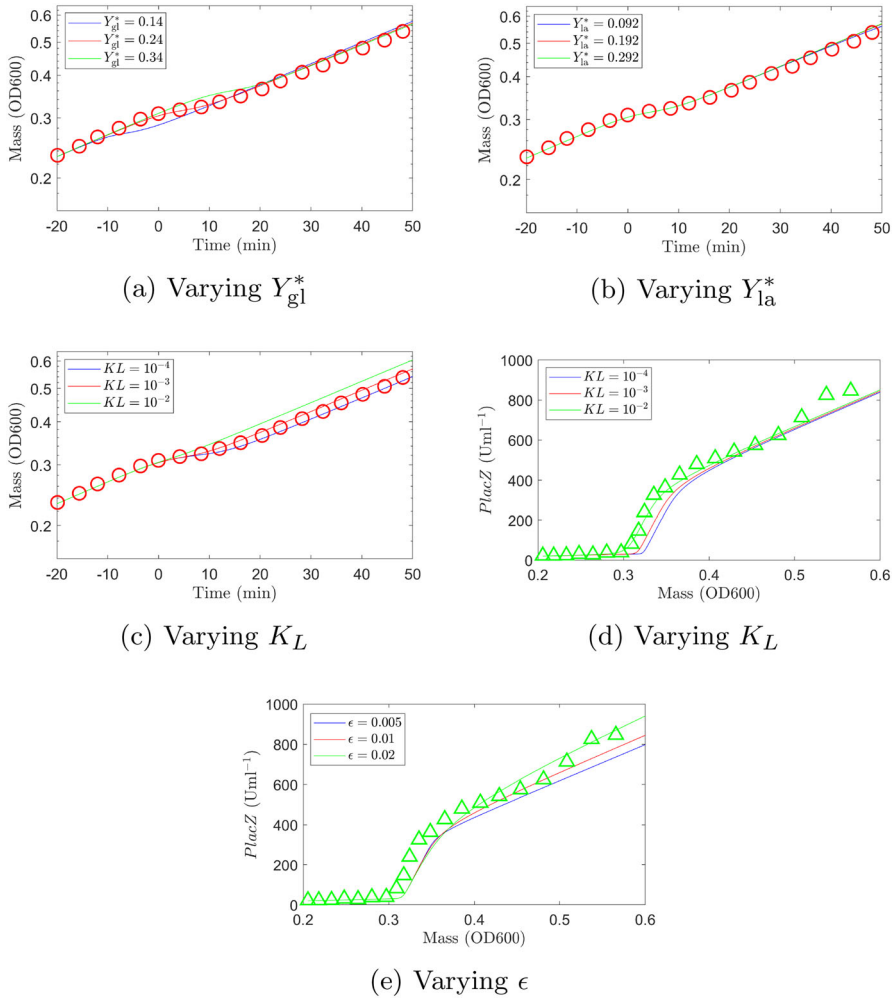 Y*gl = 0.14
Y*gl = 0.24
Y*gl = 0.34
0.6
0.5
0.4
0.3
0.2
Mass (OD600)
-20 -10 0 10 20 30 40 50
Time (min)
(a) Varying Y*gl
Y*la = 0.092
Y*la = 0.192
Y*la = 0.292
0.6
0.5
0.4
0.3
0.2
Mass (OD600)
-20 -10 0 10 20 30 40 50
Time (min)
(b) Varying Y*la
KL = 10⁻⁴
KL = 10⁻³
KL = 10⁻²
0.6
0.5
0.4
0.3
0.2
Mass (OD600)
-20 -10 0 10 20 30 40 50
Time (min)
(c) Varying K_L
KL = 10⁻⁴
KL = 10⁻³
KL = 10⁻²
1000
800
600
400
200
0
PlacZ (Uml⁻¹)
0.2 0.3 0.4 0.5 0.6
Mass (OD600)
(d) Varying K_L
ϵ = 0.005
ϵ = 0.01
ϵ = 0.02
1000
800
600
400
200
0
PlacZ (Uml⁻¹)
0.2 0.3 0.4 0.5 0.6
Mass (OD600)
(e) Varying ϵ